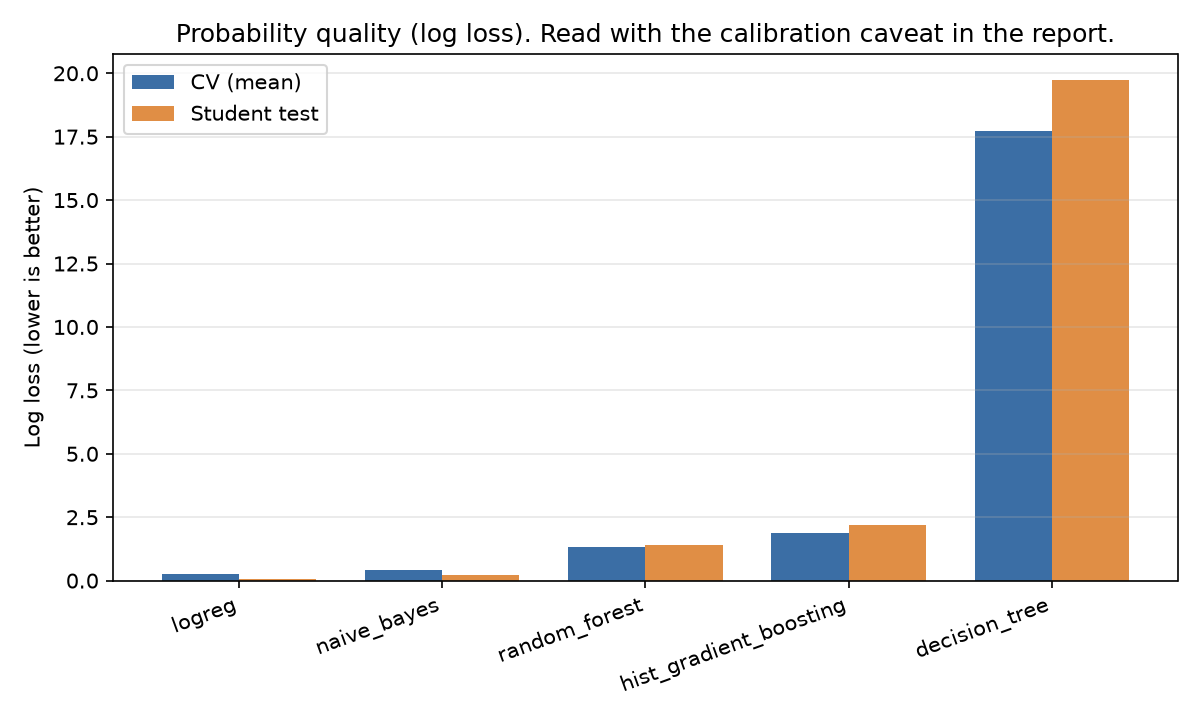 Probability quality (log loss). Read with the calibration caveat in the report.
CV (mean)
Student test
Log loss (lower is better)
20.0
17.5
15.0
12.5
10.0
7.5
5.0
2.5
0.0
logreg
naive_bayes
random_forest
hist_gradient_boosting
decision_tree